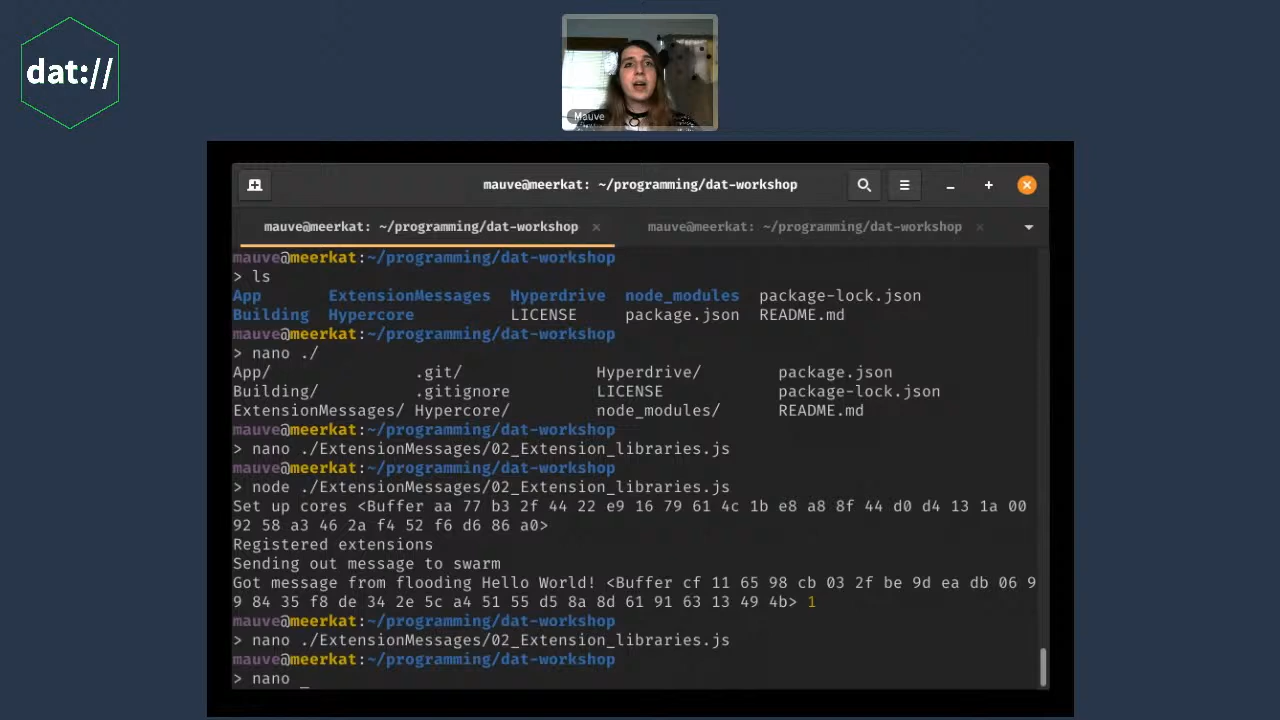 dat://
Mauve
mauve@meerkat: ~/programming/dat-workshop
mauve@meerkat: ~/programming/dat-workshop × mauve@meerkat: ~/programming/dat-workshop ×
mauve@meerkat:~/programming/dat-workshop
> ls
App ExtensionMessages Hyperdrive node_modules package-lock.json
Building Hypercore LICENSE package.json README.md
mauve@meerkat:~/programming/dat-workshop
> nano ./
App/ .git/ Hyperdrive/ package.json
Building/ .gitignore LICENSE package-lock.json
ExtensionMessages/ Hypercore/ node_modules/ README.md
mauve@meerkat:~/programming/dat-workshop
> nano ./ExtensionMessages/02_Extension_libraries.js
mauve@meerkat:~/programming/dat-workshop
> node ./ExtensionMessages/02_Extension_libraries.js
Set up cores <Buffer aa 77 b3 2f 44 22 e9 16 79 61 4c 1b e8 a8 8f 44 d0 d4 13 1a 00
92 58 a3 46 2a f4 52 f6 d6 86 a0>
Registered extensions
Sending out message to swarm
Got message from flooding Hello World! <Buffer cf 11 65 98 cb 03 2f be 9d ea db 06 9
9 84 35 f8 de 34 2e 5c a4 51 55 d5 8a 8d 61 91 63 13 49 4b> 1
mauve@meerkat:~/programming/dat-workshop
> nano ./ExtensionMessages/02_Extension_libraries.js
mauve@meerkat:~/programming/dat-workshop
> nano _